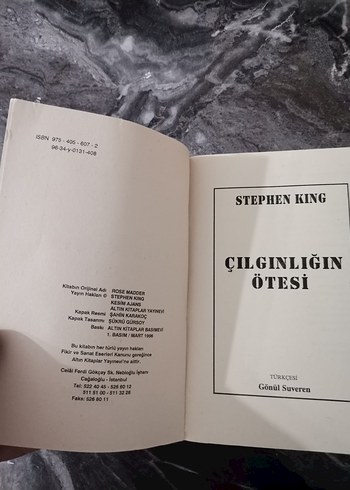 ISBN 975 - 405 - 607 - 2
96-34-y-0131-408
Kitabın Orijinal Adı ROSE MADDER
Yayın Hakları © STEPHEN KING
KESİM AJANS
ALTIN KİTAPLAR YAYINEVİ
Kapak Resmi ŞAHİN KARAKOÇ
Kapak Tasarımı ŞÜKRÜ GÜRSOY
Baskı ALTIN KİTAPLAR BASIMEVİ
1. BASIM / MART 1996
Bu kitabın her türlü yayın hakları
Fikir ve Sanat Eserleri Kanunu gereğince
Altın Kitaplar Yayınevi'ne aittir.
Celâl Ferdi Gökçay Sk. Nebioğlu İşhanı
Cağaloğlu - İstanbul
Tel: 522 40 45 - 526 80 12
511 51 00 - 511 32 26
Faks: 526 80 11
STEPHEN KING
ÇILGINLIĞIN
ÖTESİ
TÜRKÇESİ
Gönül Suveren